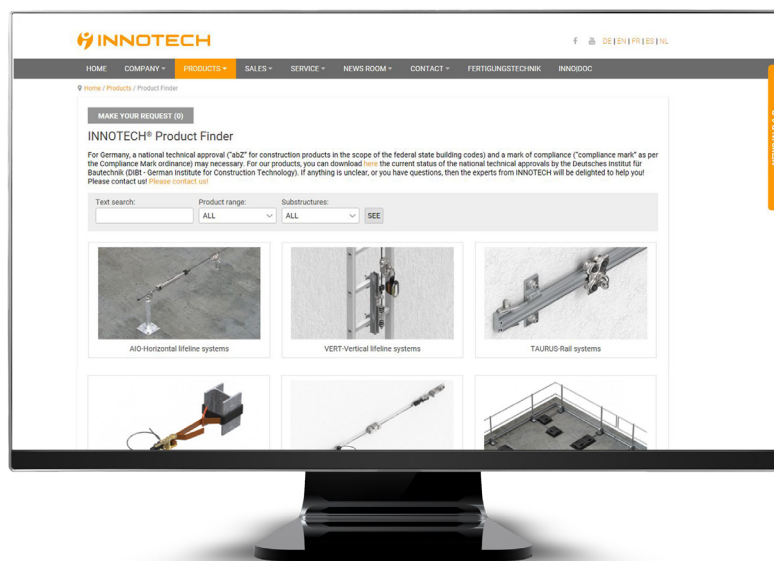 INNOTECH
DE | EN | FR | ES | NL
HOME COMPANY PRODUCTS SALES SERVICE NEWS ROOM CONTACT FERTIGUNGSTECHNIK INNO|DOC
Home / Products / Product Finder
MAKE YOUR REQUEST (0)
INNOTECH® Product Finder
For Germany, a national technical approval ("abZ" for construction products in the scope of the federal state building codes) and a mark of compliance ("compliance mark" as per
the Compliance Mark ordinance) may necessary. For our products, you can download here the current status of the national technical approvals by the Deutsches Institut für
Bautechnik (DIBt - German Institute for Construction Technology). If anything is unclear, or you have questions, then the experts from INNOTECH will be delighted to help you!
Please contact us! Please contact us!
Text search: Product range: Substructures:
ALL ALL SEE
AIO-Horizontal lifeline systems VERT-Vertical lifeline systems TAURUS-Rail systems